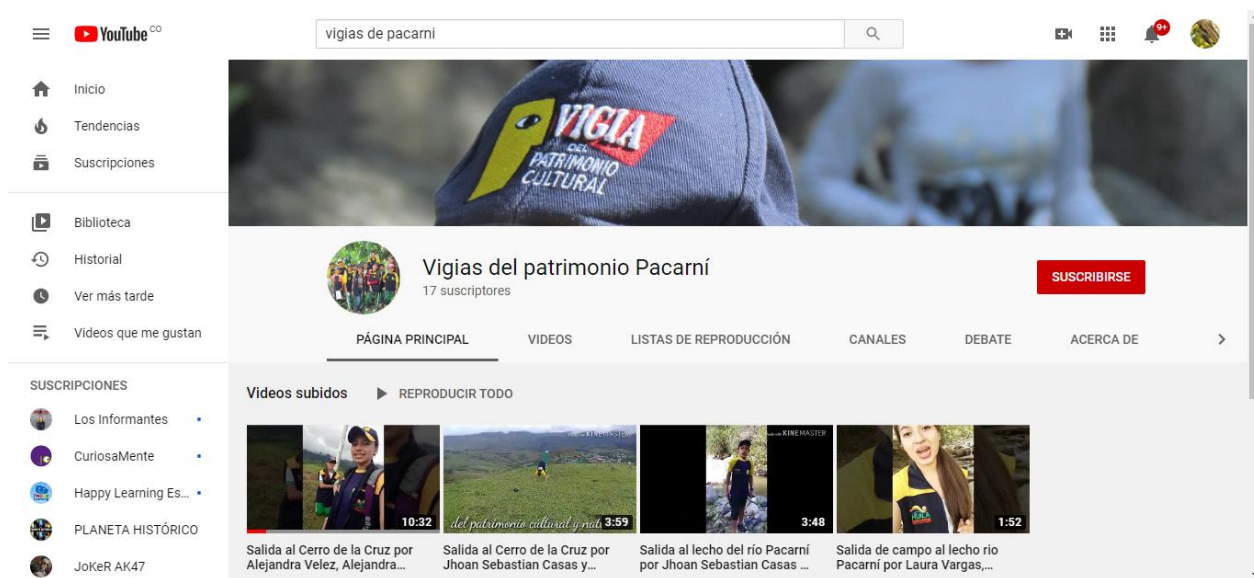 YouTube CO
vigias de pacarni
9+
Inicio
Tendencias
Suscripciones
Biblioteca
Historial
Ver más tarde
Videos que me gustan
SUSCRIPCIONES
Los Informantes
CuriosaMente
Happy Learning Es...
PLANETA HISTÓRICO
JoKeR AK47
VIGIA
DEL
PATRIMONIO
CULTURAL
Vigias del patrimonio Pacarní
17 suscriptores
SUSCRIBIRSE
PÁGINA PRINCIPAL VIDEOS LISTAS DE REPRODUCCIÓN CANALES DEBATE ACERCA DE
Videos subidos REPRODUCIR TODO
10:32
KINEMASTER
del patrimonio cultural y natu 3:59
KINEMASTER
3:48
HUILA
1:52
Salida al Cerro de la Cruz por
Alejandra Velez, Alejandra...
Salida al Cerro de la Cruz por
Jhoan Sebastian Casas y...
Salida al lecho del río Pacarní
por Jhoan Sebastian Casas ...
Salida de campo al lecho rio
Pacarní por Laura Vargas,...